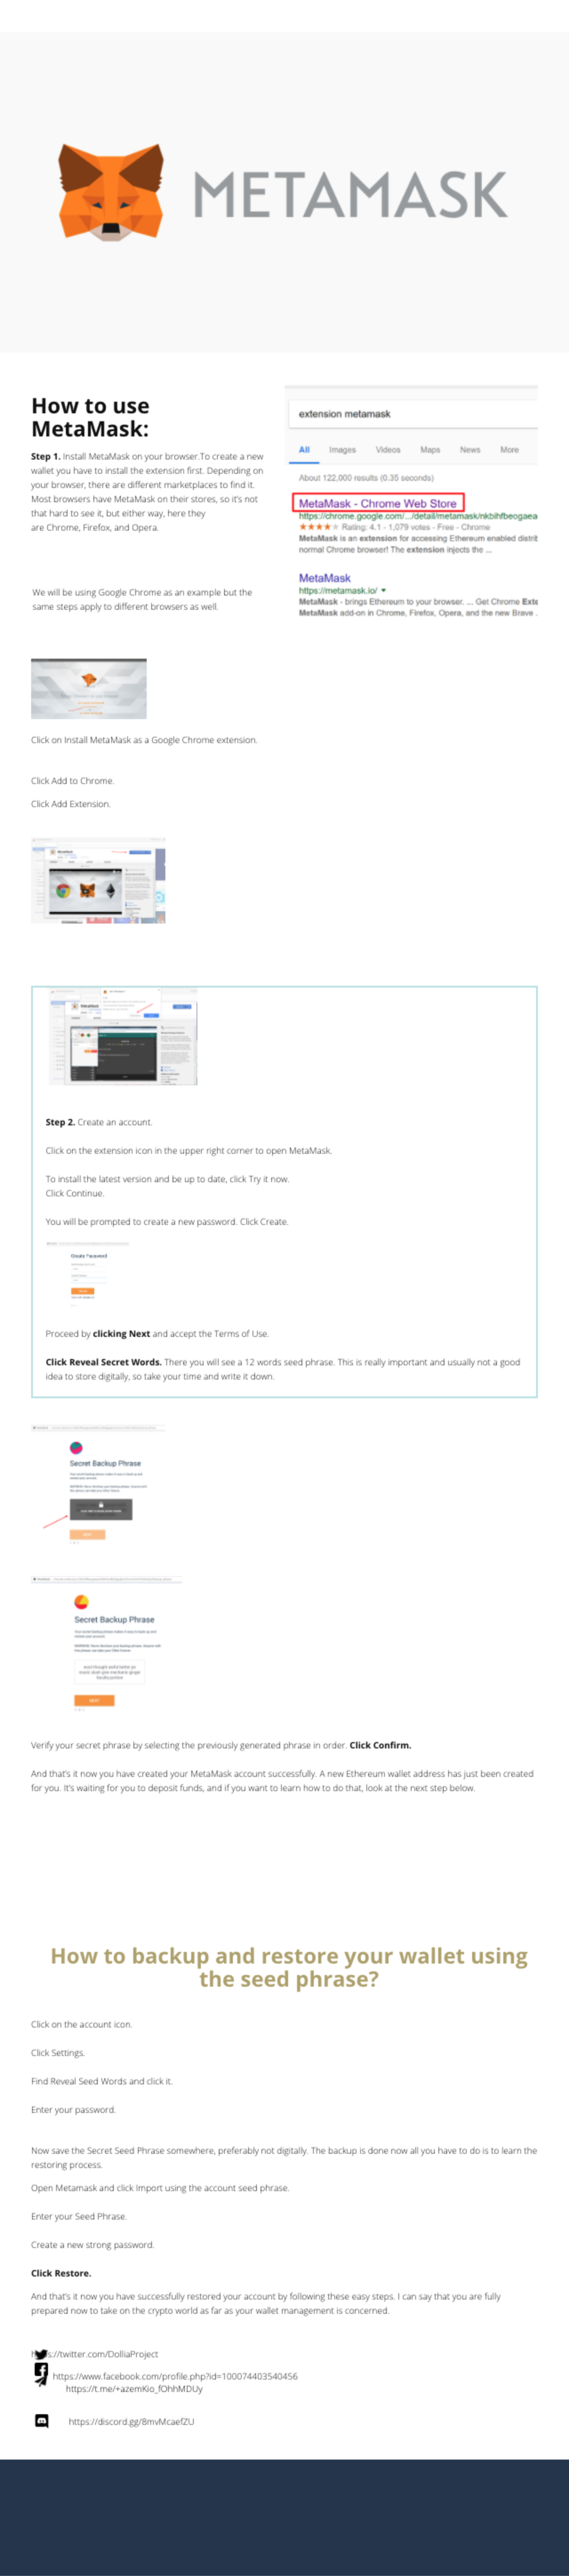 METAMASK
How to use
MetaMask:
Step 1. Install MetaMask on your browser.To create a new
wallet you have to install the extension first. Depending on
your browser, there are different marketplaces to find it.
Most browsers have MetaMask on their stores, so it's not
that hard to see it, but either way, here they
are Chrome, Firefox, and Opera.
We will be using Google Chrome as an example but the
same steps apply to different browsers as well.
extension metamask
All Images Videos Maps News More
About 122,000 results (0.35 seconds)
MetaMask - Chrome Web Store
https://chrome.google.com/.../detail/metamask/nkbihfbeogaea
Rating: 4.1 - 1,079 votes - Free - Chrome
MetaMask is an extension for accessing Ethereum enabled distrib
normal Chrome browser! The extension injects the ...
MetaMask
https://metamask.io/
MetaMask - brings Ethereum to your browser. ... Get Chrome Exte
MetaMask add-on in Chrome, Firefox, Opera, and the new Brave .
Click on Install MetaMask as a Google Chrome extension.
Click Add to Chrome.
Click Add Extension.
Step 2. Create an account.
Click on the extension icon in the upper right corner to open MetaMask.
To install the latest version and be up to date, click Try it now.
Click Continue.
You will be prompted to create a new password. Click Create.
Create Password
Proceed by clicking Next and accept the Terms of Use.
Click Reveal Secret Words. There you will see a 12 words seed phrase. This is really important and usually not a good
idea to store digitally, so take your time and write it down.
Secret Backup Phrase
NEXT
Secret Backup Phrase
NEXT
Verify your secret phrase by selecting the previously generated phrase in order. Click Confirm.
And that's it now you have created your MetaMask account successfully. A new Ethereum wallet address has just been created
for you. It's waiting for you to deposit funds, and if you want to learn how to do that, look at the next step below.
How to backup and restore your wallet using
the seed phrase?
Click on the account icon.
Click Settings.
Find Reveal Seed Words and click it.
Enter your password.
Now save the Secret Seed Phrase somewhere, preferably not digitally. The backup is done now all you have to do is to learn the
restoring process.
Open Metamask and click Import using the account seed phrase.
Enter your Seed Phrase.
Create a new strong password.
Click Restore.
And that's it now you have successfully restored your account by following these easy steps. I can say that you are fully
prepared now to take on the crypto world as far as your wallet management is concerned.
https://twitter.com/DolliaProject
https://www.facebook.com/profile.php?id=100074403540456
https://t.me/+azemKio_fOhhMDUy
https://discord.gg/8mvMcaefZU